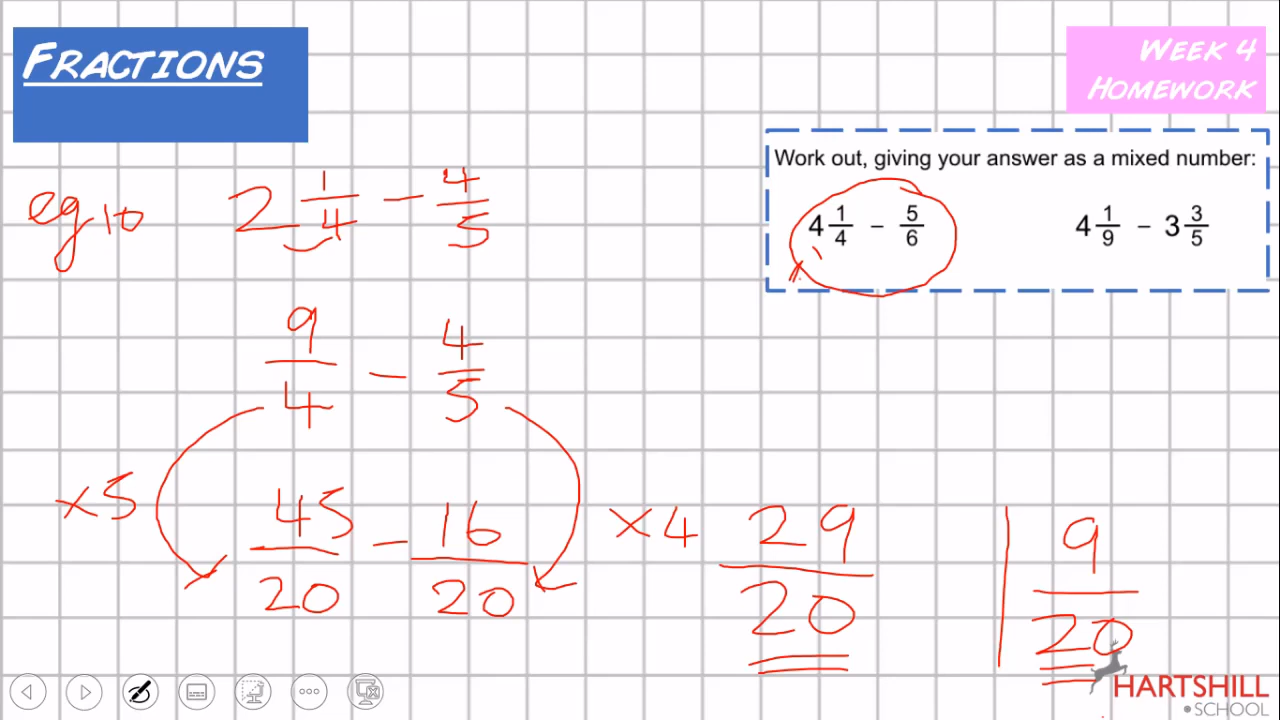 FRACTIONS
WEEK 4
HOMEWORK
Work out, giving your answer as a mixed number:
4 1/4 − 5/6
4 1/9 − 3 3/5
eg 10 2 1/4 − 4/5
9/4 − 4/5
×5 45/20 − 16/20 ×4 29/20 1 9/20
HARTSHILL
•SCHOOL